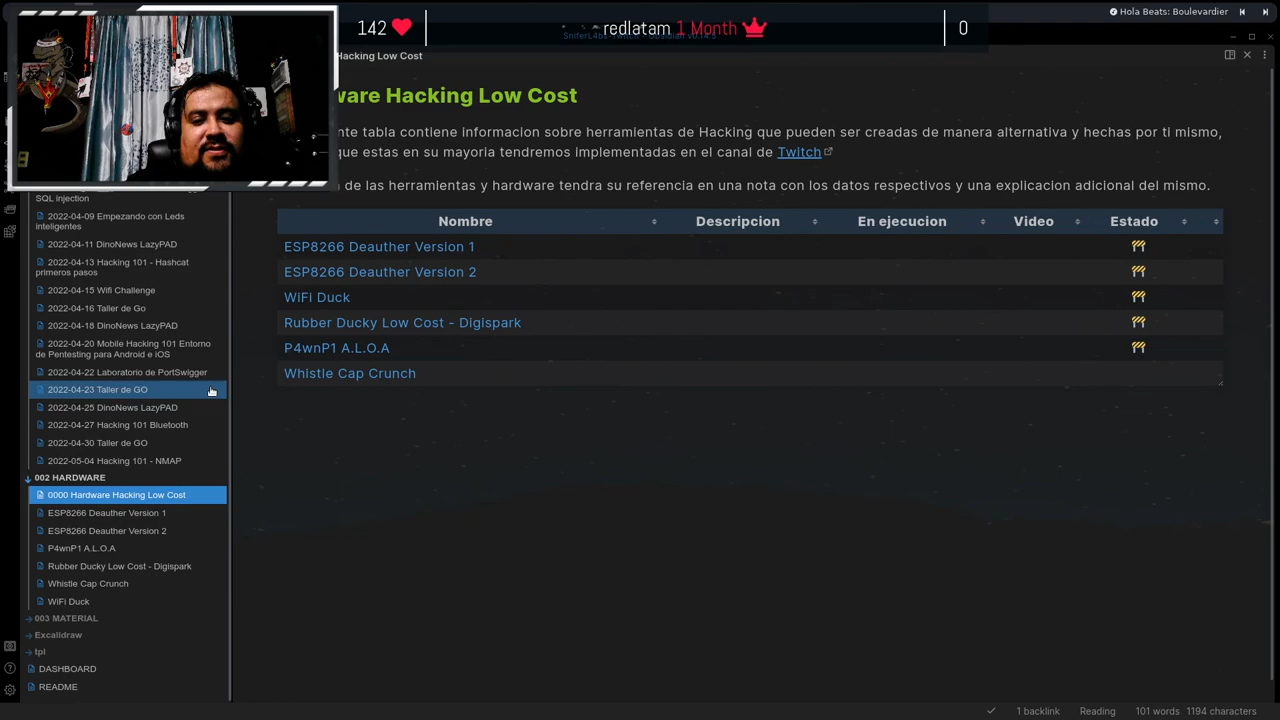 142
redlatam 1 Month
0
Hola Beats: Boulevardier
SniferL4bs-Twitch - Obsidian v0.14.5
Hacking Low Cost
ware Hacking Low Cost
nte tabla contiene informacion sobre herramientas de Hacking que pueden ser creadas de manera alternativa y hechas por ti mismo,
que estas en su mayoria tendremos implementadas en el canal de Twitch
de las herramientas y hardware tendra su referencia en una nota con los datos respectivos y una explicacion adicional del mismo.
Nombre Descripcion En ejecucion Video Estado
ESP8266 Deauther Version 1
ESP8266 Deauther Version 2
WiFi Duck
Rubber Ducky Low Cost - Digispark
P4wnP1 A.L.O.A
Whistle Cap Crunch
SQL injection
2022-04-09 Empezando con Leds
inteligentes
2022-04-11 DinoNews LazyPAD
2022-04-13 Hacking 101 - Hashcat
primeros pasos
2022-04-15 Wifi Challenge
2022-04-16 Taller de Go
2022-04-18 DinoNews LazyPAD
2022-04-20 Mobile Hacking 101 Entorno
de Pentesting para Android e iOS
2022-04-22 Laboratorio de PortSwigger
2022-04-23 Taller de GO
2022-04-25 DinoNews LazyPAD
2022-04-27 Hacking 101 Bluetooth
2022-04-30 Taller de GO
2022-05-04 Hacking 101 - NMAP
002 HARDWARE
0000 Hardware Hacking Low Cost
ESP8266 Deauther Version 1
ESP8266 Deauther Version 2
P4wnP1 A.L.O.A
Rubber Ducky Low Cost - Digispark
Whistle Cap Crunch
WiFi Duck
003 MATERIAL
Excalidraw
tpl
DASHBOARD
README
1 backlink Reading 101 words 1194 characters